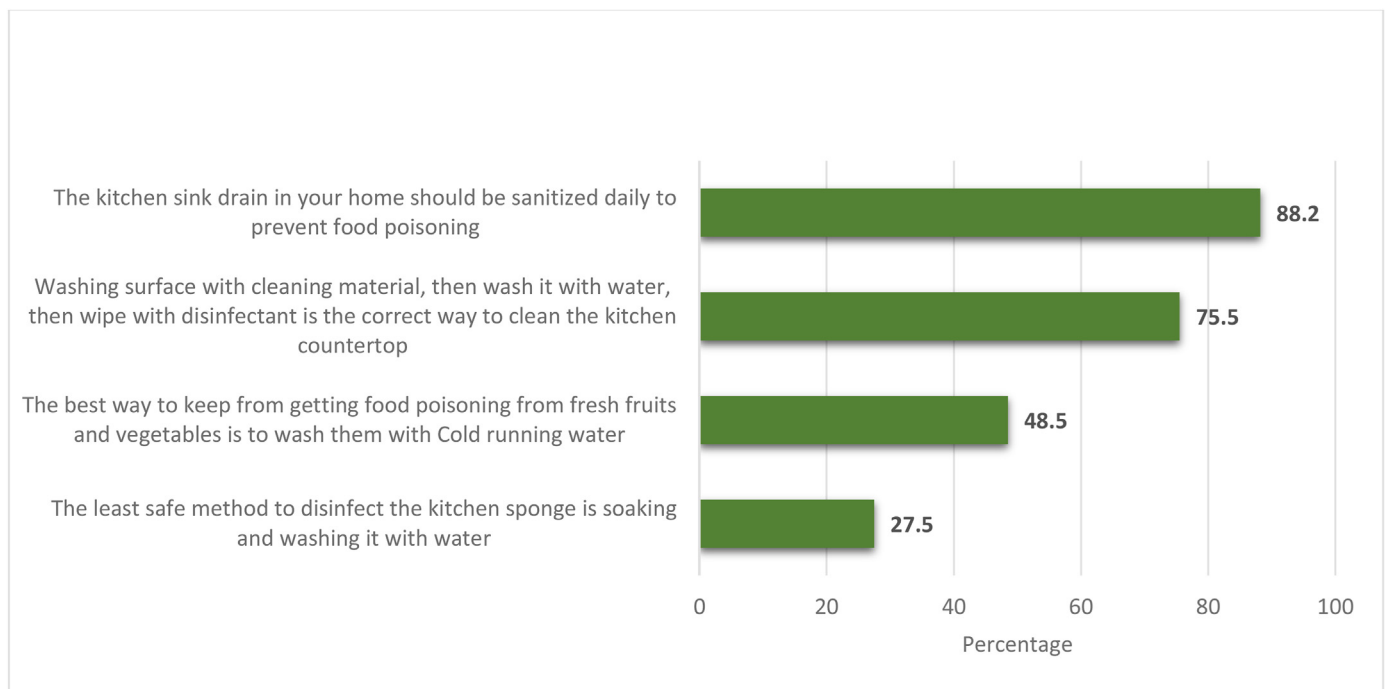 The kitchen sink drain in your home should be sanitized daily to
prevent food poisoning
88.2
Washing surface with cleaning material, then wash it with water,
then wipe with disinfectant is the correct way to clean the kitchen
countertop
75.5
The best way to keep from getting food poisoning from fresh fruits
and vegetables is to wash them with Cold running water
48.5
The least safe method to disinfect the kitchen sponge is soaking
and washing it with water
27.5
0 20 40 60 80 100
Percentage